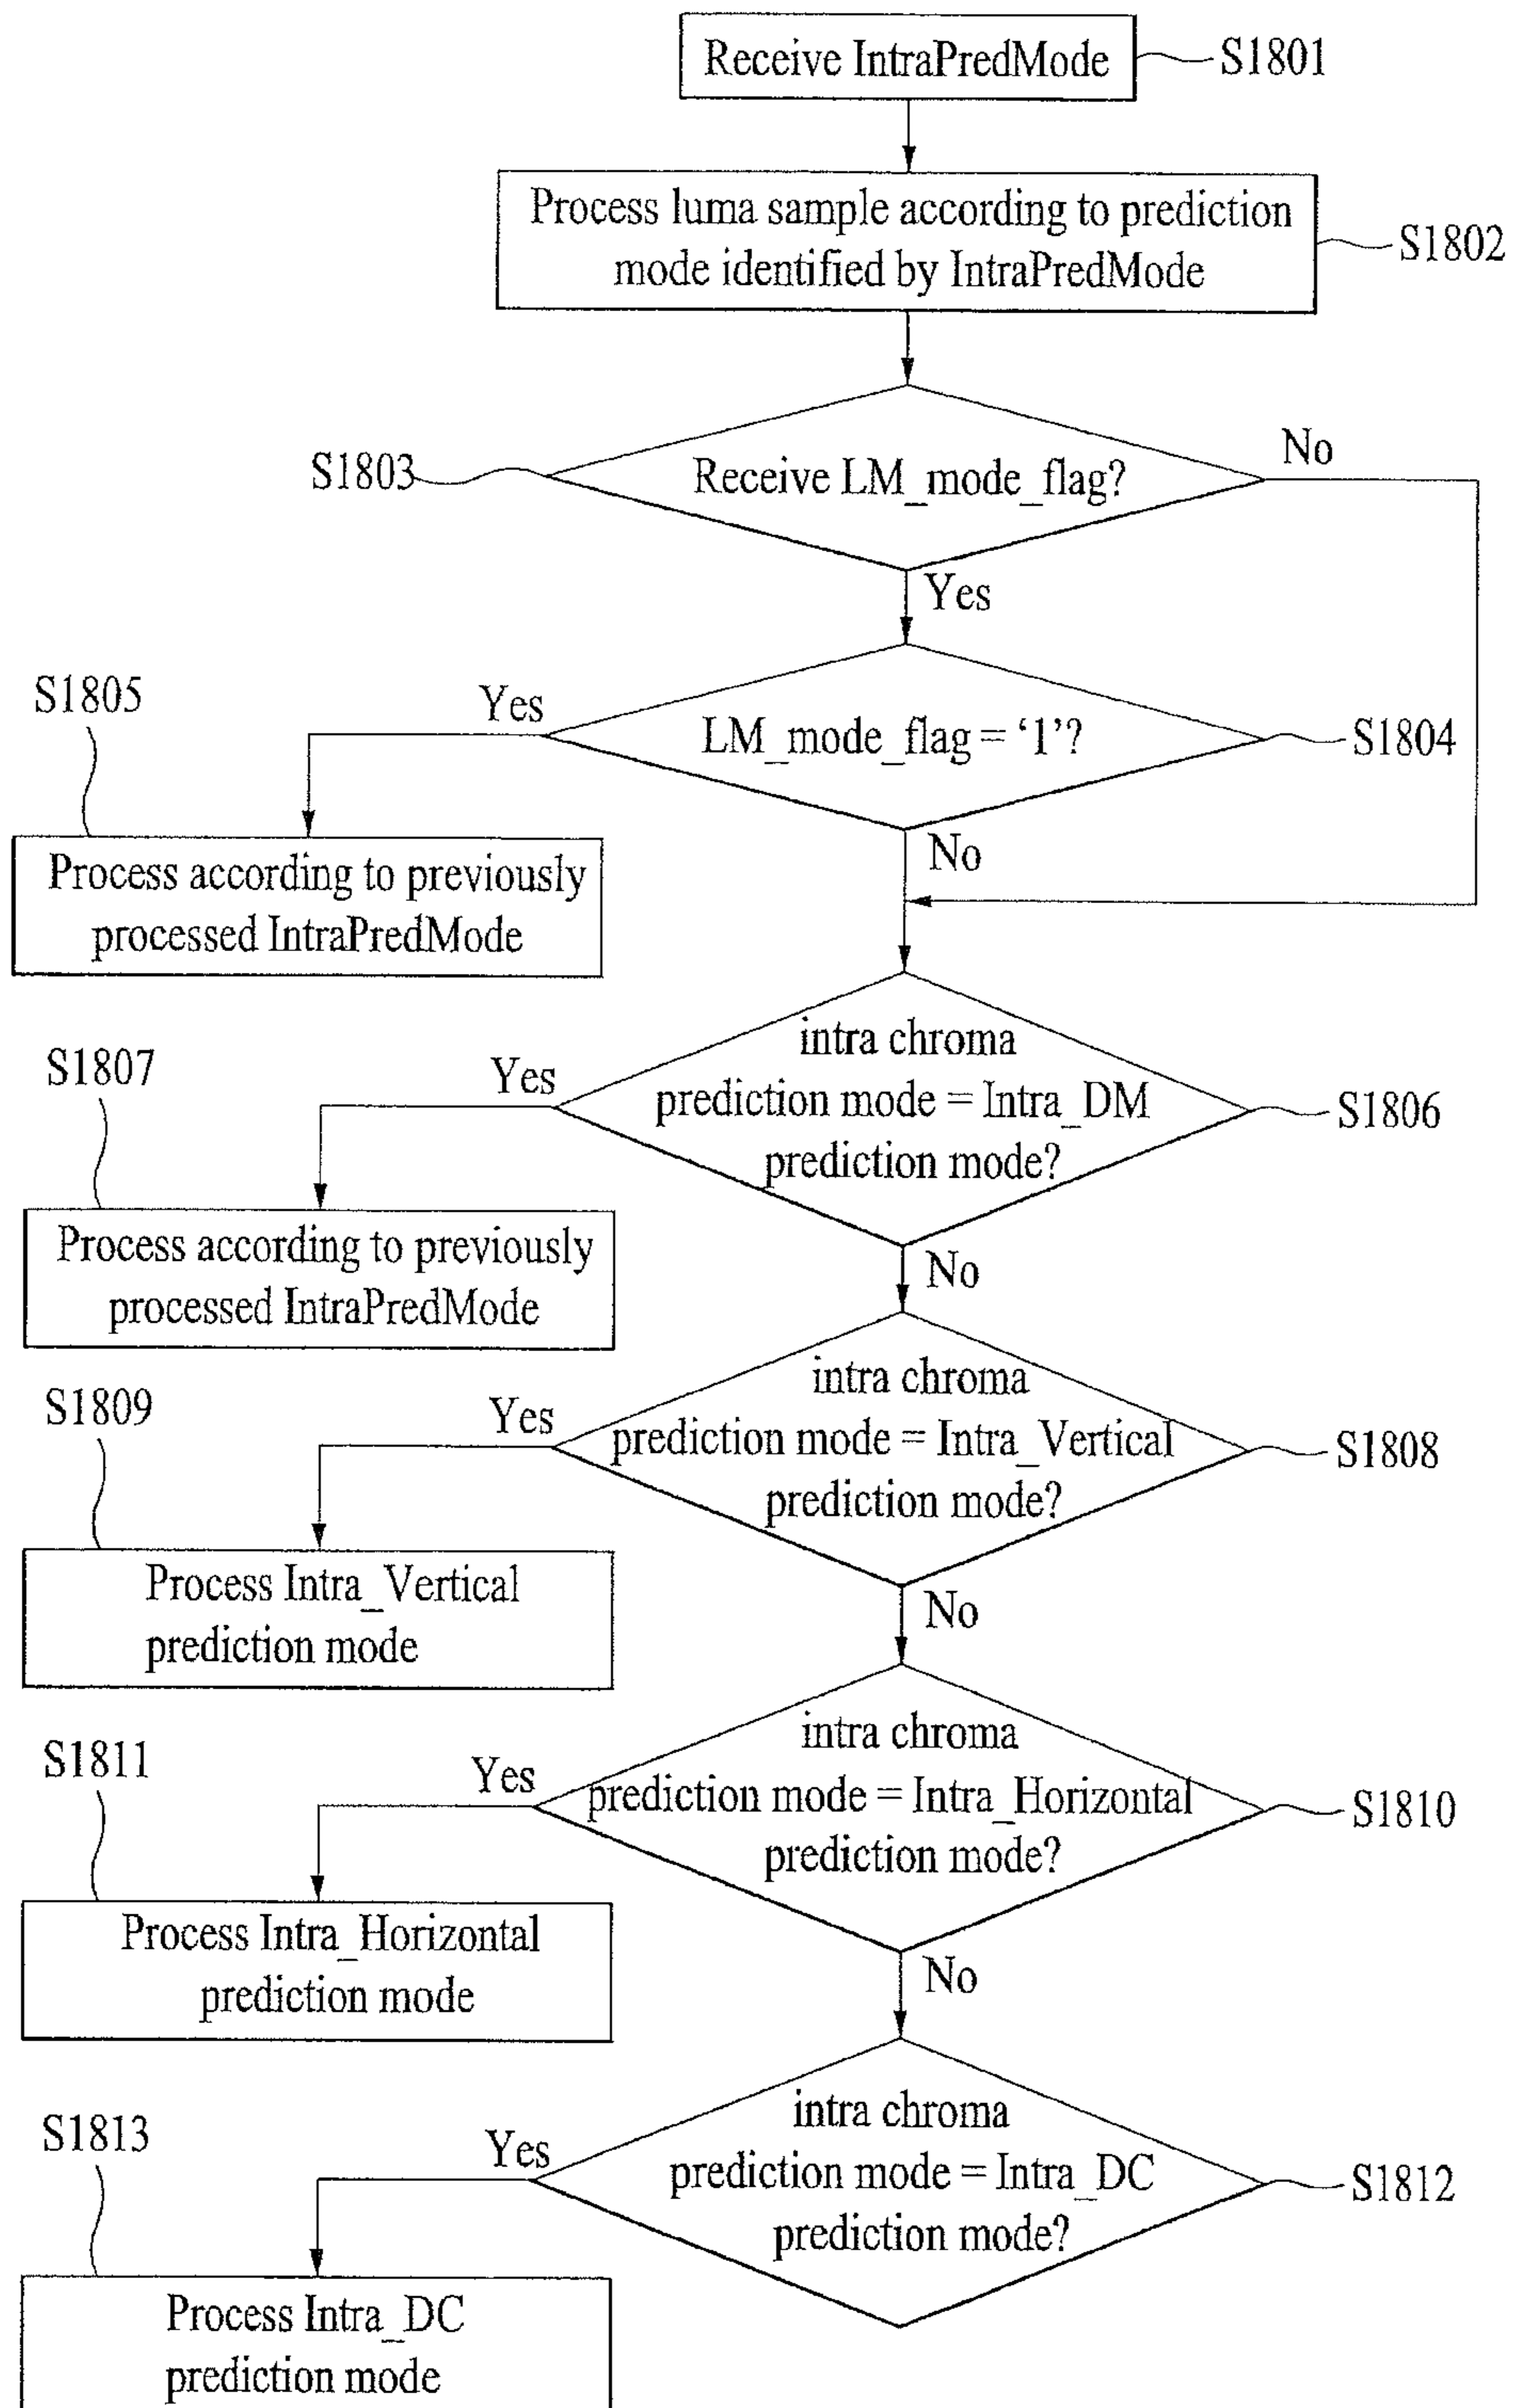 Receive IntraPredMode
S1801
Process luma sample according to prediction
mode identified by IntraPredMode
S1802
S1803
Receive LM_mode_flag?
No
Yes
S1805
Yes
LM_mode_flag = ‘1’?
S1804
No
Process according to previously
processed IntraPredMode
S1807
Yes
intra chroma
prediction mode = Intra_DM
prediction mode?
S1806
No
Process according to previously
processed IntraPredMode
S1809
Yes
intra chroma
prediction mode = Intra_Vertical
prediction mode?
S1808
No
Process Intra_Vertical
prediction mode
S1811
Yes
intra chroma
prediction mode = Intra_Horizontal
prediction mode?
S1810
No
Process Intra_Horizontal
prediction mode
S1813
Yes
intra chroma
prediction mode = Intra_DC
prediction mode?
S1812
Process Intra_DC
prediction mode